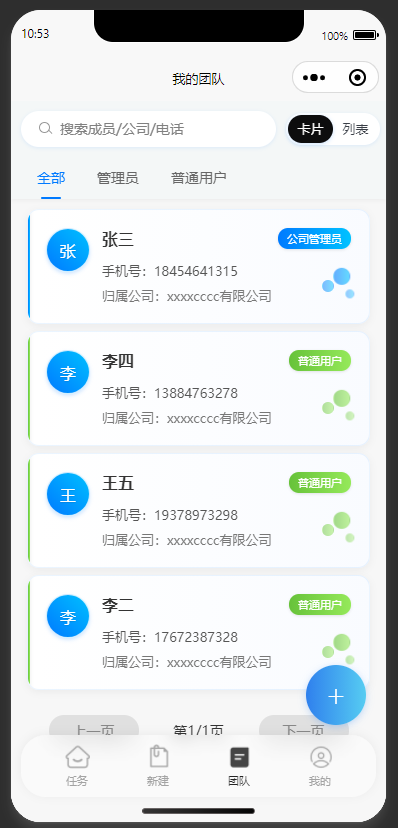 10:53 100%
我的团队
搜索成员/公司/电话 卡片 列表
全部 管理员 普通用户
张 张三 公司管理员
手机号：18454641315
归属公司：xxxxcccc有限公司
李 李四 普通用户
手机号：13884763278
归属公司：xxxxcccc有限公司
王 王五 普通用户
手机号：19378973298
归属公司：xxxxcccc有限公司
李 李二 普通用户
手机号：17672387328
归属公司：xxxxcccc有限公司
上一页 第1/1页 下一页
任务 新建 团队 我的